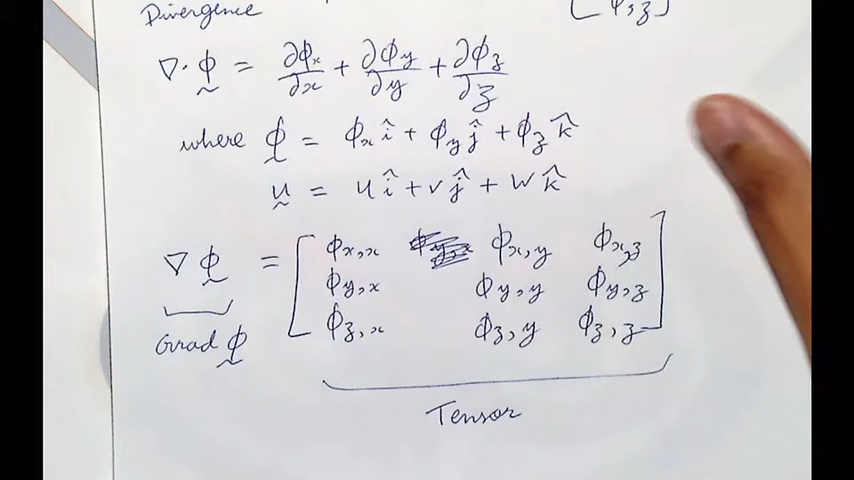 Divergence
[ ϕ,z ]
∇·ϕ̰ = ∂ϕx/∂x + ∂ϕy/∂y + ∂ϕz/∂z
where ϕ̰ = ϕx î + ϕy ĵ + ϕz k̂
ṵ = u î + v ĵ + w k̂
∇ ϕ̰ = [ ϕx,x ϕx,y ϕx,z
ϕy,x ϕy,y ϕy,z
ϕz,x ϕz,y ϕz,z ]
Grad ϕ̰
Tensor